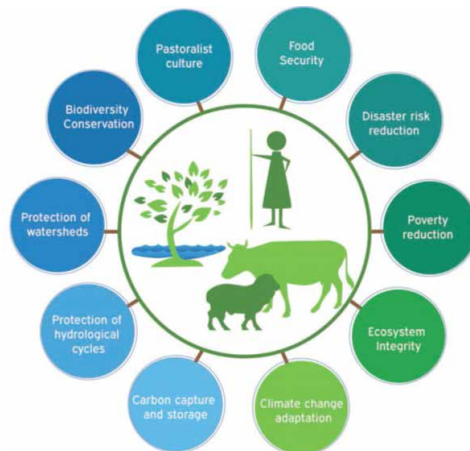 Pastoralist
culture
Food
Security
Disaster risk
reduction
Poverty
reduction
Ecosystem
Integrity
Climate change
adaptation
Carbon capture
and storage
Protection of
hydrological
cycles
Protection of
watersheds
Biodiversity
Conservation